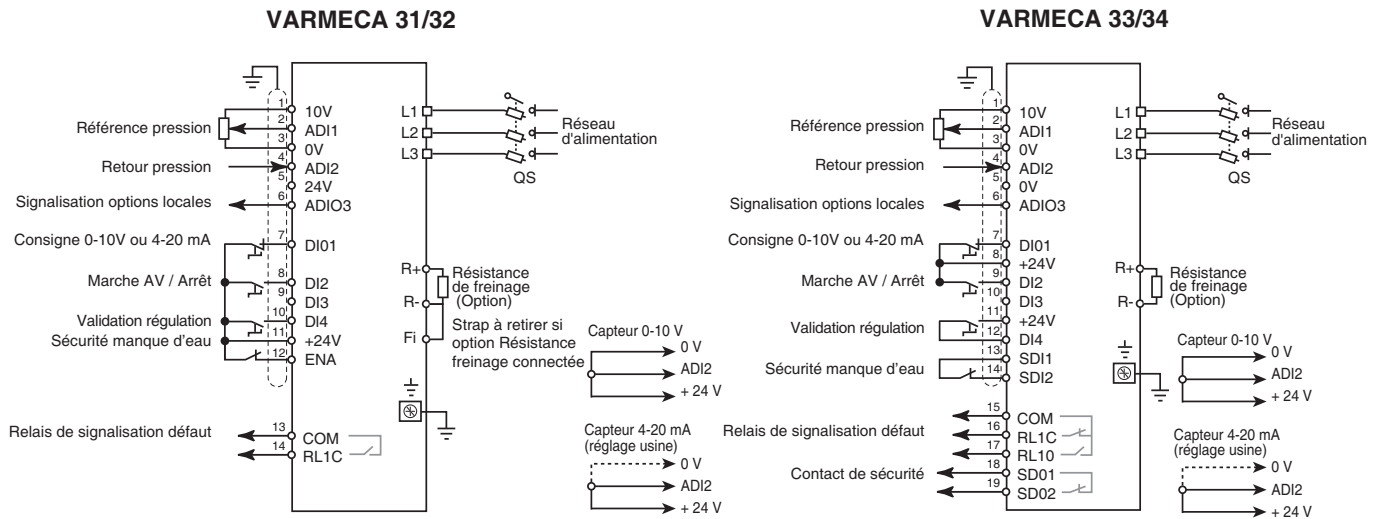 VARMECA 31/32
1
10V
Référence pression
2
ADI1
3
0V
Retour pression
4
ADI2
5
24V
Signalisation options locales
6
ADIO3
Consigne 0-10V ou 4-20 mA
7
DI01
Marche AV / Arrêt
8
DI2
9
DI3
Validation régulation
10
DI4
Sécurité manque d'eau
11
+24V
12
ENA
Relais de signalisation défaut
13
COM
14
RL1C
L1
L2
L3
QS
Réseau
d'alimentation
R+
R-
Fi
Résistance
de freinage
(Option)
Strap à retirer si
option Résistance
freinage connectée
Capteur 0-10 V
0 V
ADI2
+ 24 V
Capteur 4-20 mA
(réglage usine)
0 V
ADI2
+ 24 V
VARMECA 33/34
1
10V
Référence pression
2
ADI1
3
0V
Retour pression
4
ADI2
5
0V
Signalisation options locales
6
ADIO3
Consigne 0-10V ou 4-20 mA
7
DI01
8
+24V
Marche AV / Arrêt
9
DI2
10
DI3
11
+24V
Validation régulation
12
DI4
13
SDI1
Sécurité manque d'eau
14
SDI2
15
COM
Relais de signalisation défaut
16
RL1C
17
RL10
Contact de sécurité
18
SD01
19
SD02
L1
L2
L3
QS
Réseau
d'alimentation
R+
R-
Résistance
de freinage
(Option)
Capteur 0-10 V
0 V
ADI2
+ 24 V
Capteur 4-20 mA
(réglage usine)
0 V
ADI2
+ 24 V